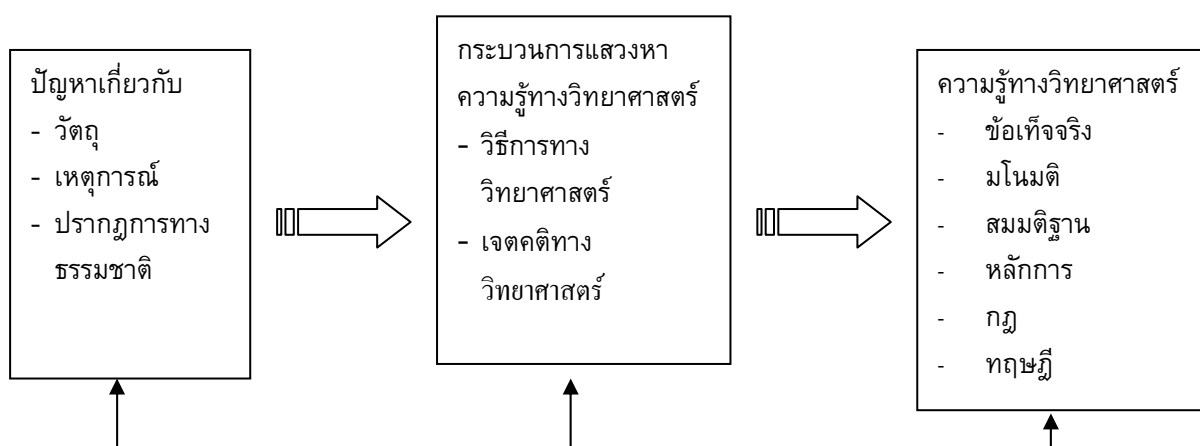 ปัญหาเกี่ยวกับ
- วัตถุ
- เหตุการณ์
- ปรากฎการทาง
ธรรมชาติ
กระบวนการแสวงหา
ความรู้ทางวิทยาศาสตร์
- วิธีการทาง
วิทยาศาสตร์
- เจตคติทาง
วิทยาศาสตร์
ความรู้ทางวิทยาศาสตร์
- ข้อเท็จจริง
- มโนมติ
- สมมติฐาน
- หลักการ
- กฎ
- ทฤษฎี